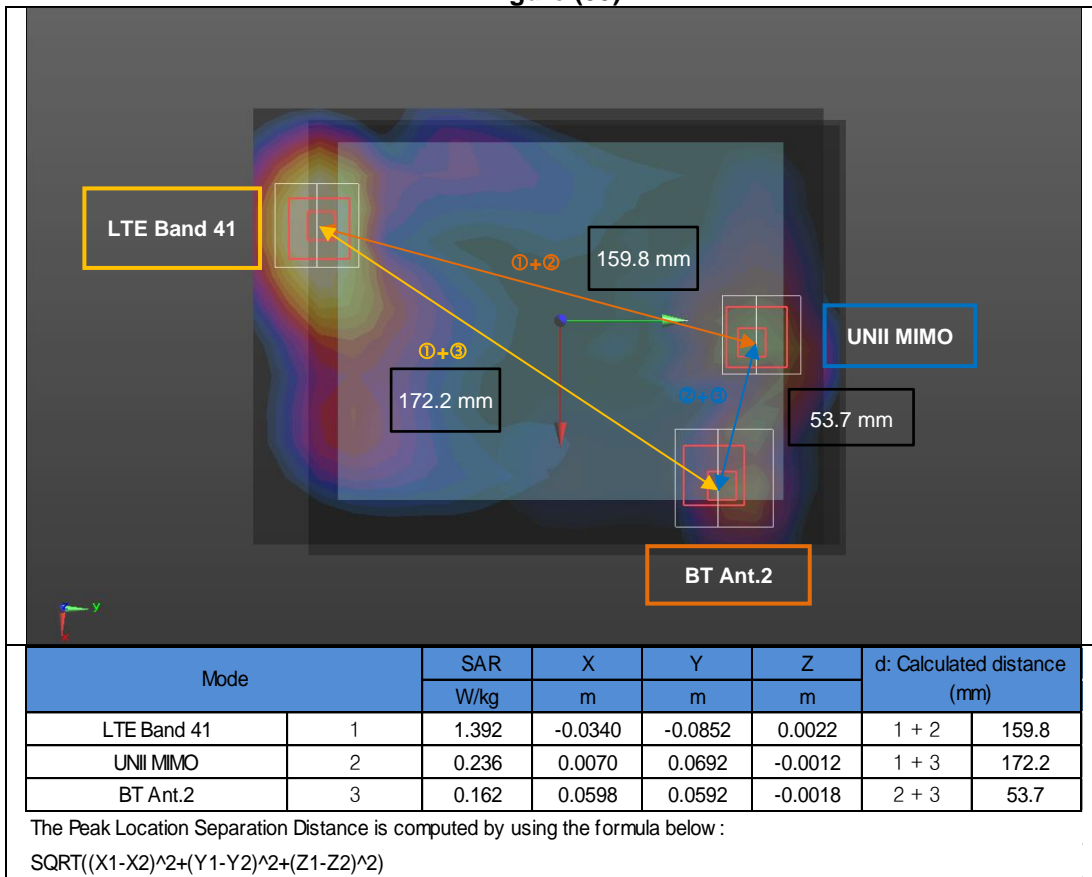 LTE Band 41
①+②
159.8 mm
UNII MIMO
①+③
172.2 mm
②+③
53.7 mm
BT Ant.2
y
x
Mode SAR X Y Z d: Calculated distance (mm)
W/kg m m m
LTE Band 41 1 1.392 -0.0340 -0.0852 0.0022 1 + 2 159.8
UNII MIMO 2 0.236 0.0070 0.0692 -0.0012 1 + 3 172.2
BT Ant.2 3 0.162 0.0598 0.0592 -0.0018 2 + 3 53.7
The Peak Location Separation Distance is computed by using the formula below :
SQRT((X1-X2)^2+(Y1-Y2)^2+(Z1-Z2)^2)